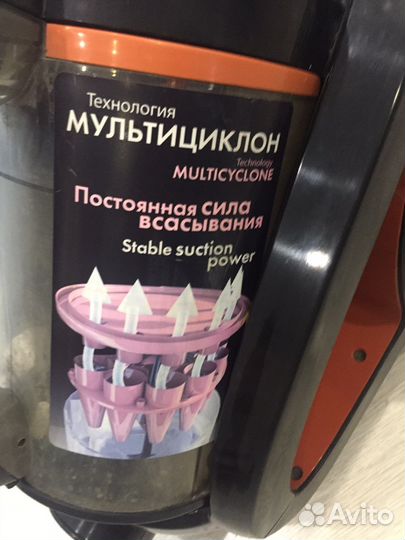 Технология
МУЛЬТИЦИКЛОН
Technology
MULTICYCLONE
Постоянная СИЛА
ВСАСЫВАНИЯ
Stable suction
power
Avito